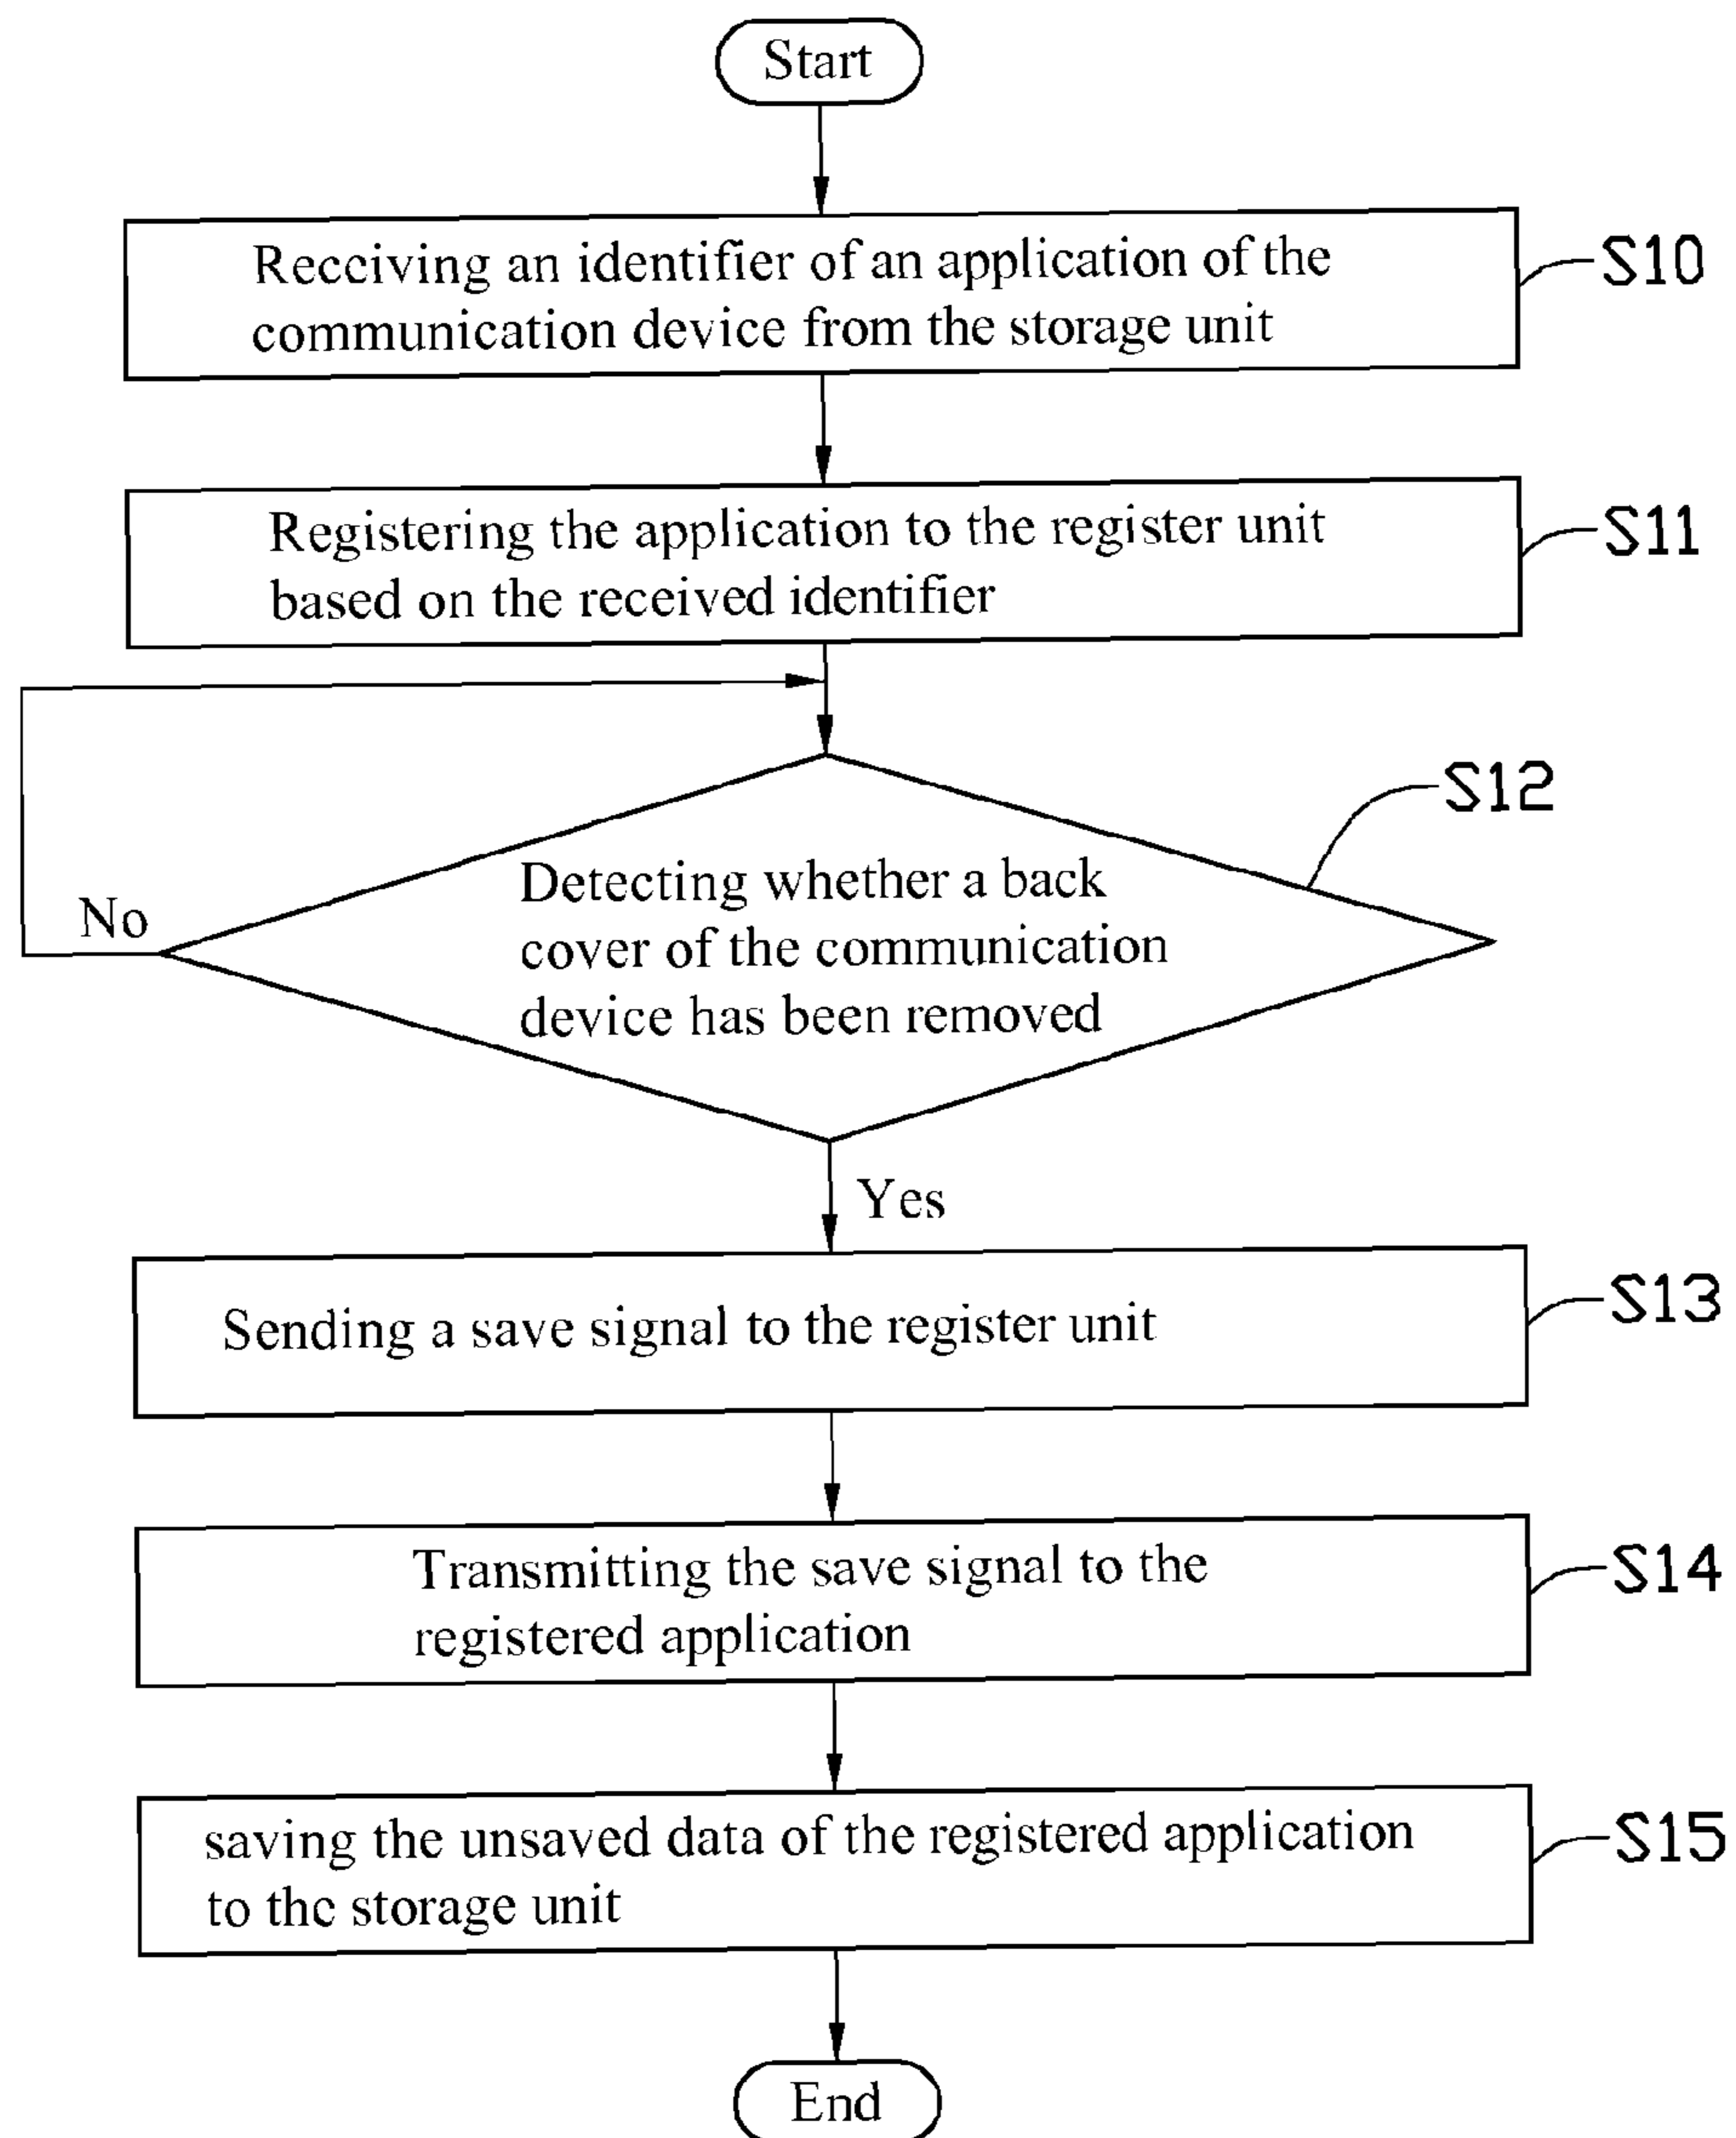 Start
Receiving an identifier of an application of the
communication device from the storage unit
S10
Registering the application to the register unit
based on the received identifier
S11
Detecting whether a back
cover of the communication
device has been removed
S12
No
Yes
Sending a save signal to the register unit
S13
Transmitting the save signal to the
registered application
S14
saving the unsaved data of the registered application
to the storage unit
S15
End